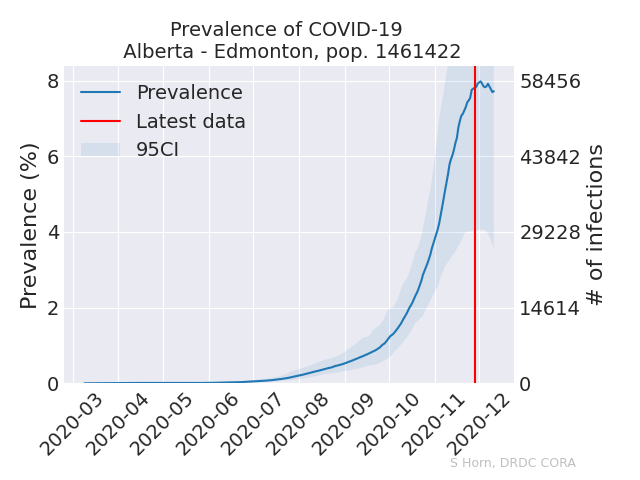 Prevalence of COVID-19
Alberta - Edmonton, pop. 1461422
Prevalence
Latest data
95CI
Prevalence (%)
8
6
4
2
0
58456
43842
29228
14614
0
# of infections
2020-03
2020-04
2020-05
2020-06
2020-07
2020-08
2020-09
2020-10
2020-11
2020-12
S Horn, DRDC CORA